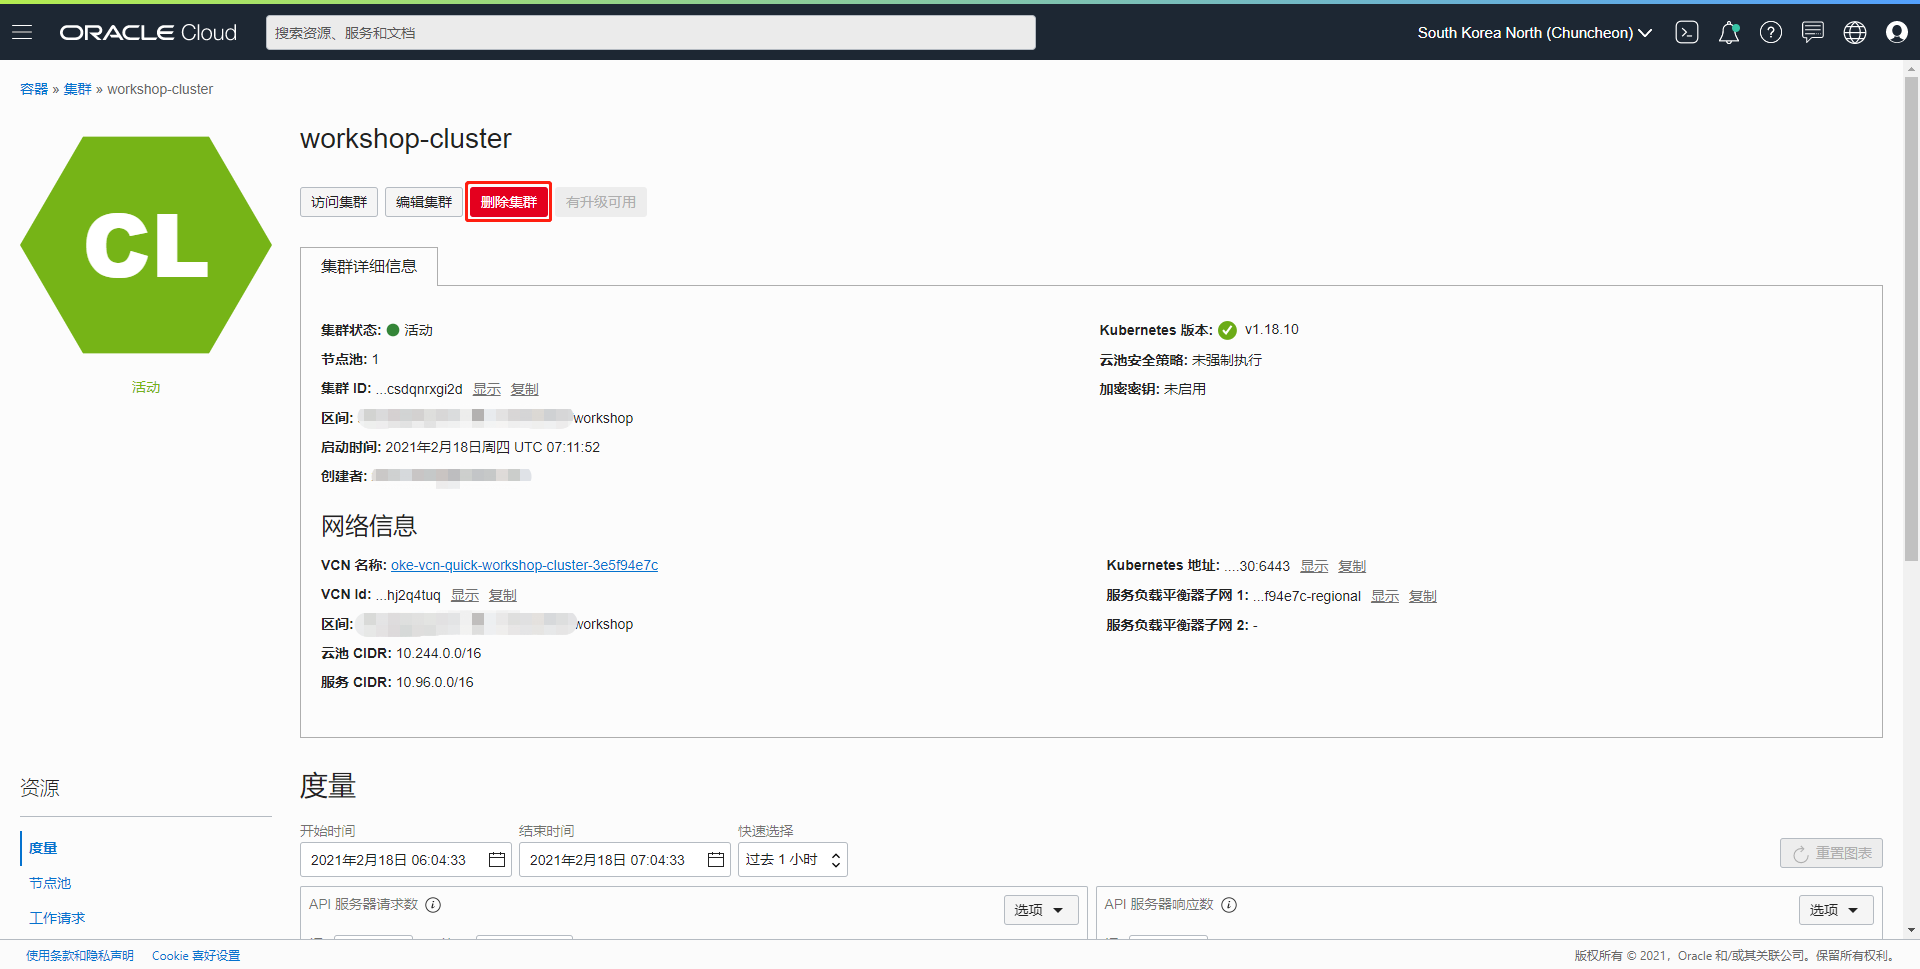 ORACLE Cloud
搜索资源、服务和文档
South Korea North (Chuncheon)
容器 » 集群 » workshop-cluster
CL
活动
workshop-cluster
访问集群 编辑集群 删除集群 有升级可用
集群详细信息
集群状态: 活动
节点池: 1
集群 ID: ...csdqnrxgi2d 显示 复制
区间: workshop
启动时间: 2021年2月18日周四 UTC 07:11:52
创建者:
Kubernetes 版本: v1.18.10
云池安全策略: 未强制执行
加密密钥: 未启用
网络信息
VCN 名称: oke-vcn-quick-workshop-cluster-3e5f94e7c
VCN Id: ...hj2q4tuq 显示 复制
区间: workshop
云池 CIDR: 10.244.0.0/16
服务 CIDR: 10.96.0.0/16
Kubernetes 地址: ....30:6443 显示 复制
服务负载平衡器子网 1: ...f94e7c-regional 显示 复制
服务负载平衡器子网 2: -
资源
度量
节点池
工作请求
度量
开始时间 结束时间 快速选择
2021年2月18日 06:04:33 2021年2月18日 07:04:33 过去 1 小时
重置图表
API 服务器请求数 选项
API 服务器响应数 选项
使用条款和隐私声明 Cookie 喜好设置
版权所有 © 2021，Oracle 和/或其关联公司。保留所有权利。